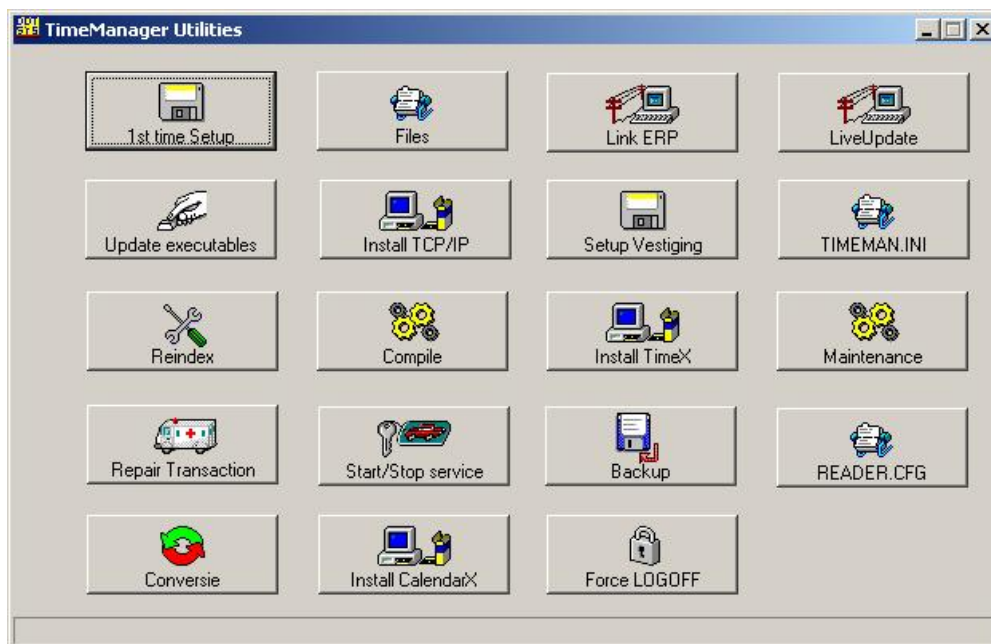 TimeManager Utilities
1st time Setup
Files
Link ERP
LiveUpdate
Update executables
Install TCP/IP
Setup Vestiging
TIMEMAN.INI
Reindex
Compile
Install TimeX
Maintenance
Repair Transaction
Start/Stop service
Backup
READER.CFG
Conversie
Install CalendarX
Force LOGOFF